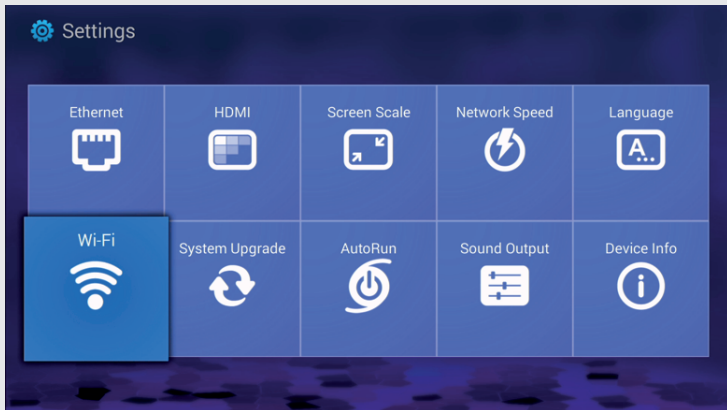 Settings
Ethernet HDMI Screen Scale Network Speed Language
A...
Wi-Fi
System Upgrade AutoRun Sound Output Device Info